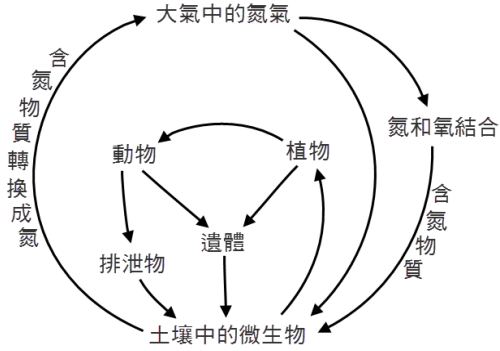 大氣中的氮氣
含氮物質轉換成氮
氮和氧結合
動物
植物
含氮物質
遺體
排泄物
土壤中的微生物